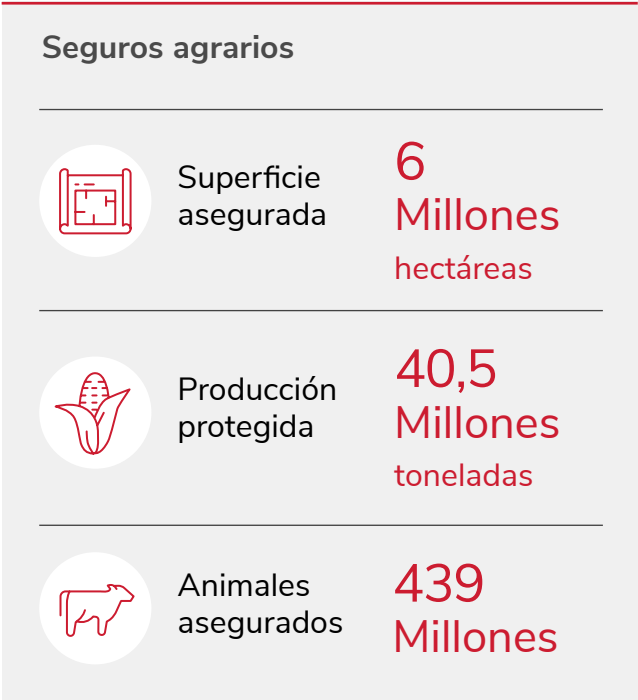 Seguros agrarios
Superficie
asegurada
6
Millones
hectáreas
Producción
protegida
40,5
Millones
toneladas
Animales
asegurados
439
Millones